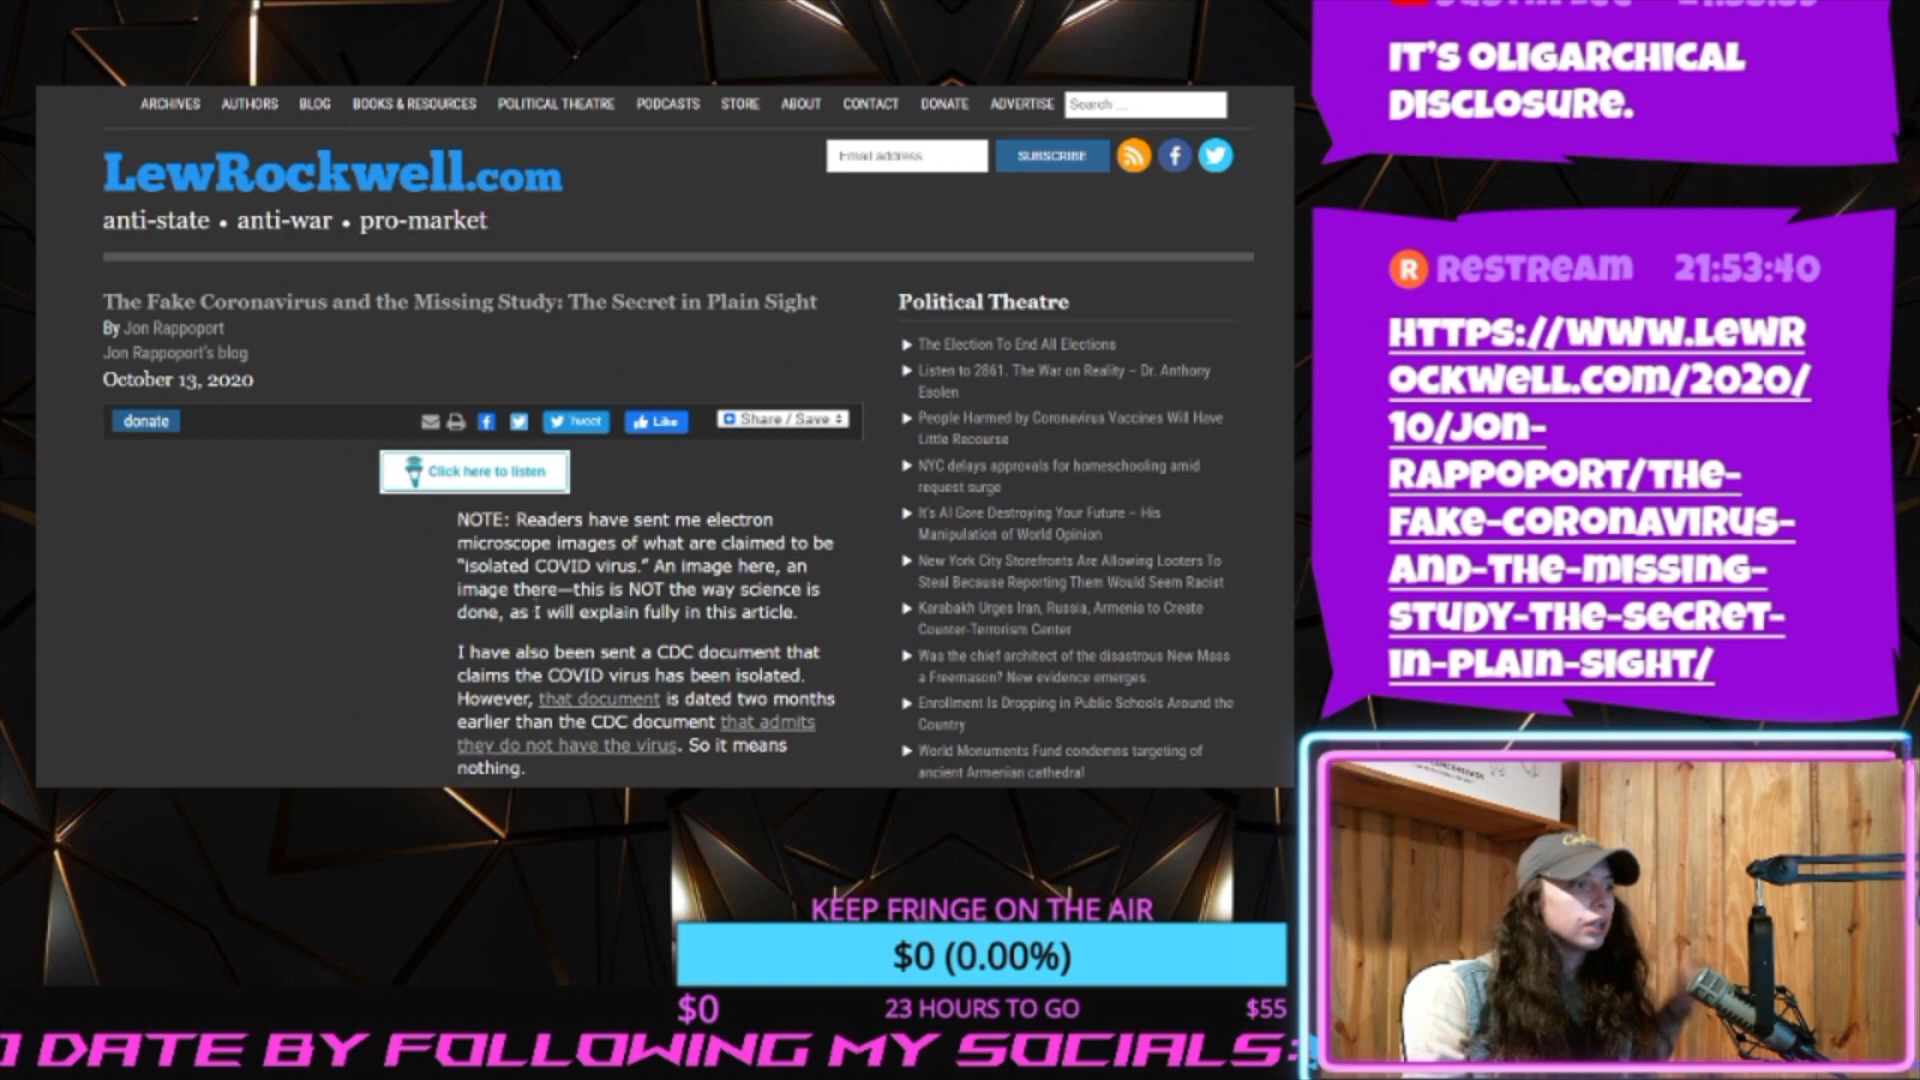 ARCHIVES AUTHORS BLOG BOOKS & RESOURCES POLITICAL THEATRE PODCASTS STORE ABOUT CONTACT DONATE ADVERTISE Search ...
LewRockwell.com
anti-state • anti-war • pro-market
Email address
SUBSCRIBE
The Fake Coronavirus and the Missing Study: The Secret in Plain Sight
By Jon Rappoport
Jon Rappoport's blog
October 13, 2020
donate
Tweet
Like
Share / Save
Click here to listen
NOTE: Readers have sent me electron
microscope images of what are claimed to be
"isolated COVID virus." An image here, an
image there—this is NOT the way science is
done, as I will explain fully in this article.
I have also been sent a CDC document that
claims the COVID virus has been isolated.
However, that document is dated two months
earlier than the CDC document that admits
they do not have the virus. So it means
nothing.
Political Theatre
The Election To End All Elections
Listen to 2861. The War on Reality – Dr. Anthony
Esolen
People Harmed by Coronavirus Vaccines Will Have
Little Recourse
NYC delays approvals for homeschooling amid
request surge
It's Al Gore Destroying Your Future – His
Manipulation of World Opinion
New York City Storefronts Are Allowing Looters To
Steal Because Reporting Them Would Seem Racist
Karabakh Urges Iran, Russia, Armenia to Create
Counter-Terrorism Center
Was the chief architect of the disastrous New Mass
a Freemason? New evidence emerges.
Enrollment Is Dropping in Public Schools Around the
Country
World Monuments Fund condemns targeting of
ancient Armenian cathedral
IT'S OLIGARCHICAL
DISCLOSURE.
R RESTREAM 21:53:40
HTTPS://WWW.LEWR
OCKWELL.COM/2020/
10/JON-
RAPPOPORT/THE-
FAKE-CORONAVIRUS-
AND-THE-MISSING-
STUDY-THE-SECRET-
IN-PLAIN-SIGHT/
KEEP FRINGE ON THE AIR
$0 (0.00%)
$0 23 HOURS TO GO $55
DATE BY FOLLOWING MY SOCIALS: